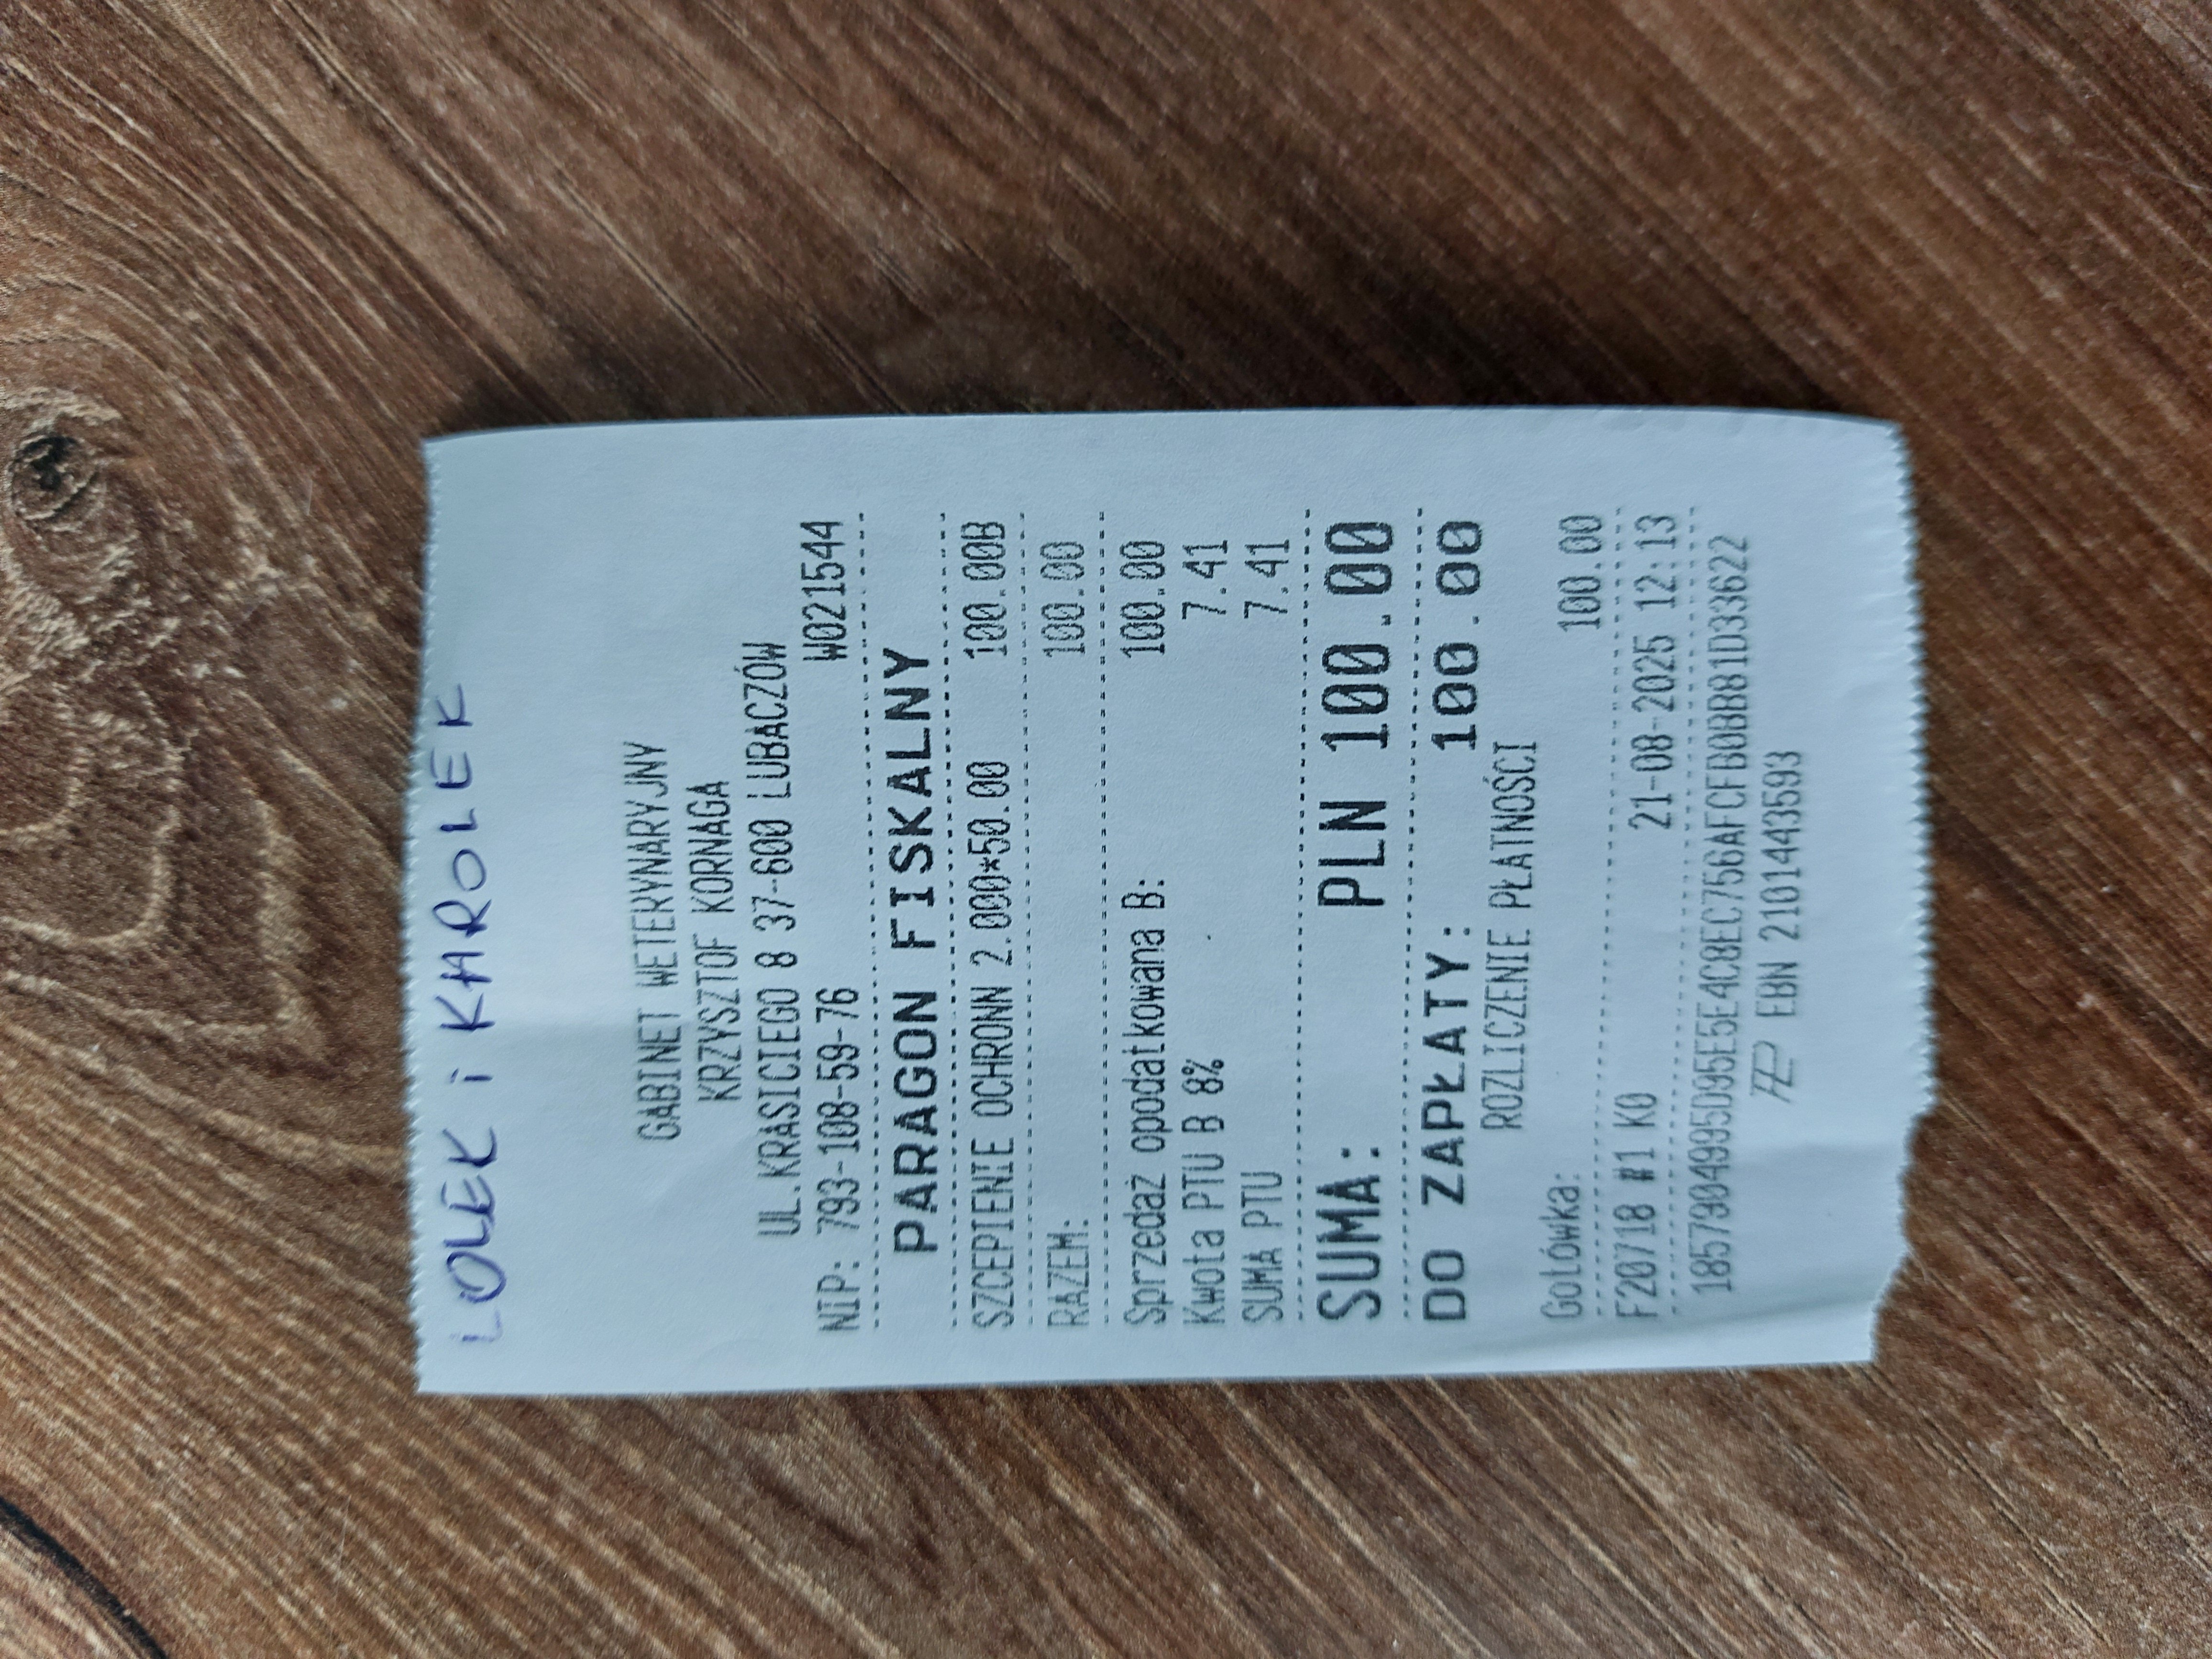 LOLEK i KAROLEK
GABINET WETERYNARYJNY
KRZYSZTOF KORNAGA
UL.KRASICIEGO 8 37-600 LUBACZÓW
NIP: 793-108-59-76 W021544
PARAGON FISKALNY
SZCEPIENIE OCHRONN 2.000*50.00 100.00B
RAZEM: 100.00
Sprzedaż opodatkowana B: 100.00
Kwota PTU B 8% 7.41
SUMA PTU 7.41
SUMA: PLN 100.00
DO ZAPŁATY: 100.00
ROZLICZENIE PŁATNOŚCI
Gotówka: 100.00
F20718 #1 K0 21-08-2025 12:13
1857904995D95E5E4C8EC756AFCFB0BB81D33622
EBN 2101443593